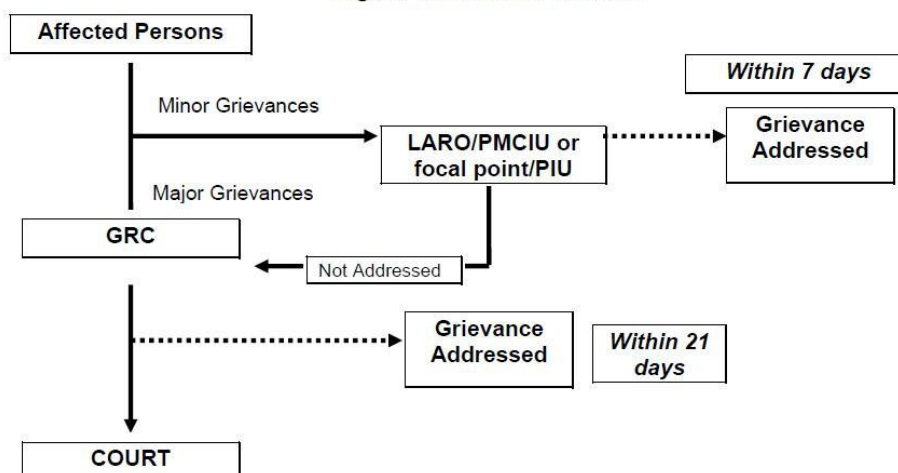 Affected Persons
Within 7 days
Minor Grievances
Grievance
Addressed
LARO/PMCIU or
focal point/PIU
Major Grievances
GRC
Not Addressed
Grievance
Addressed
Within 21
days
COURT